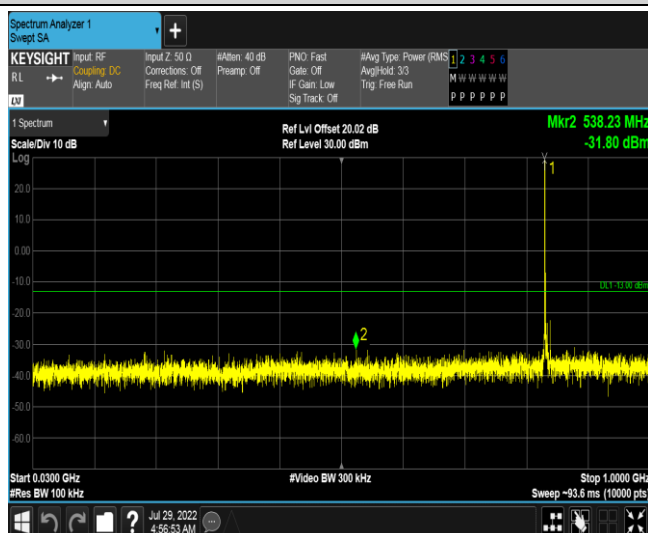 Spectrum Analyzer 1
Swept SA
+
KEYSIGHT Input: RF Input Z: 50 Ω #Atten: 40 dB PNO: Fast #Avg Type: Power (RMS 1 2 3 4 5 6
RL Coupling: DC Corrections: Off Preamp: Off Gate: Off Avg|Hold: 3/3 M W W W W W
Align: Auto Freq Ref: Int (S) IF Gain: Low Trig: Free Run
Sig Track: Off P P P P P P
LXI
1 Spectrum Ref Lvl Offset 20.02 dB Mkr2 538.23 MHz
Scale/Div 10 dB Ref Level 30.00 dBm -31.80 dBm
Log
1
20.0
10.0
0.00
-10.0
DL1 -13.00 dBm
-20.0
2
-30.0
-40.0
-50.0
-60.0
Start 0.0300 GHz #Video BW 300 kHz Stop 1.0000 GHz
#Res BW 100 kHz Sweep ~93.6 ms (10000 pts)
? Jul 29, 2022
4:56:53 AM